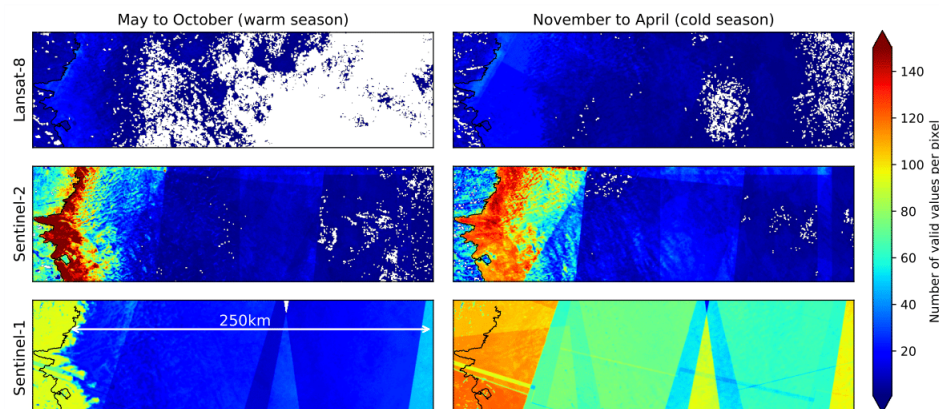 May to October (warm season)
November to April (cold season)
Lansat-8
Sentinel-2
Sentinel-1
250km
140
120
100
80
60
40
20
Number of valid values per pixel